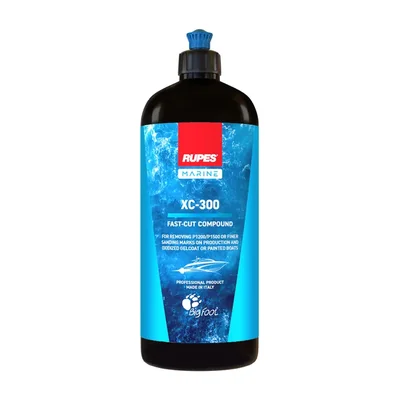 RUPES®
MARINE
XC-300
FAST-CUT COMPOUND
FOR REMOVING P1200/P1500 OR FINER
SANDING MARKS ON PRODUCTION AND
OXIDIZED GELCOAT OR PAINTED BOATS
PROFESSIONAL PRODUCT
MADE IN ITALY
BigFoot